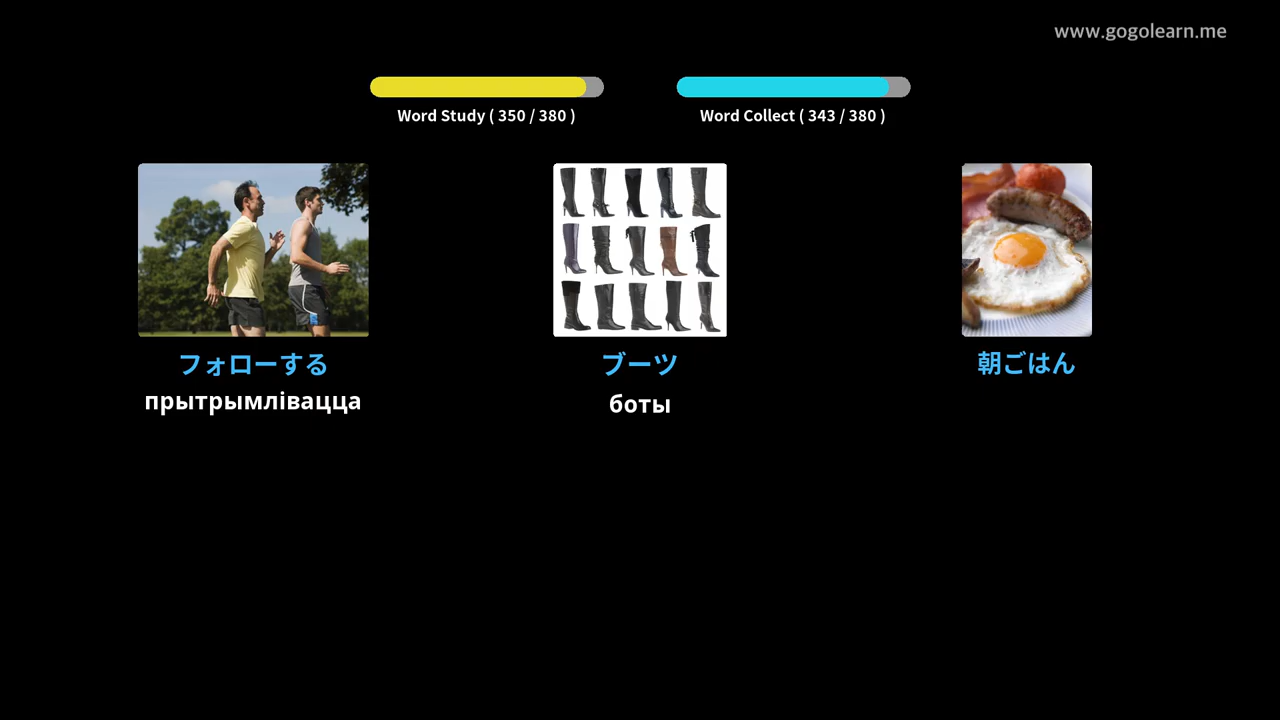 www.gogolearn.me
Word Study ( 350 / 380 )
Word Collect ( 343 / 380 )
フォローする
прытрымлівацца
ブーツ
боты
朝ごはん